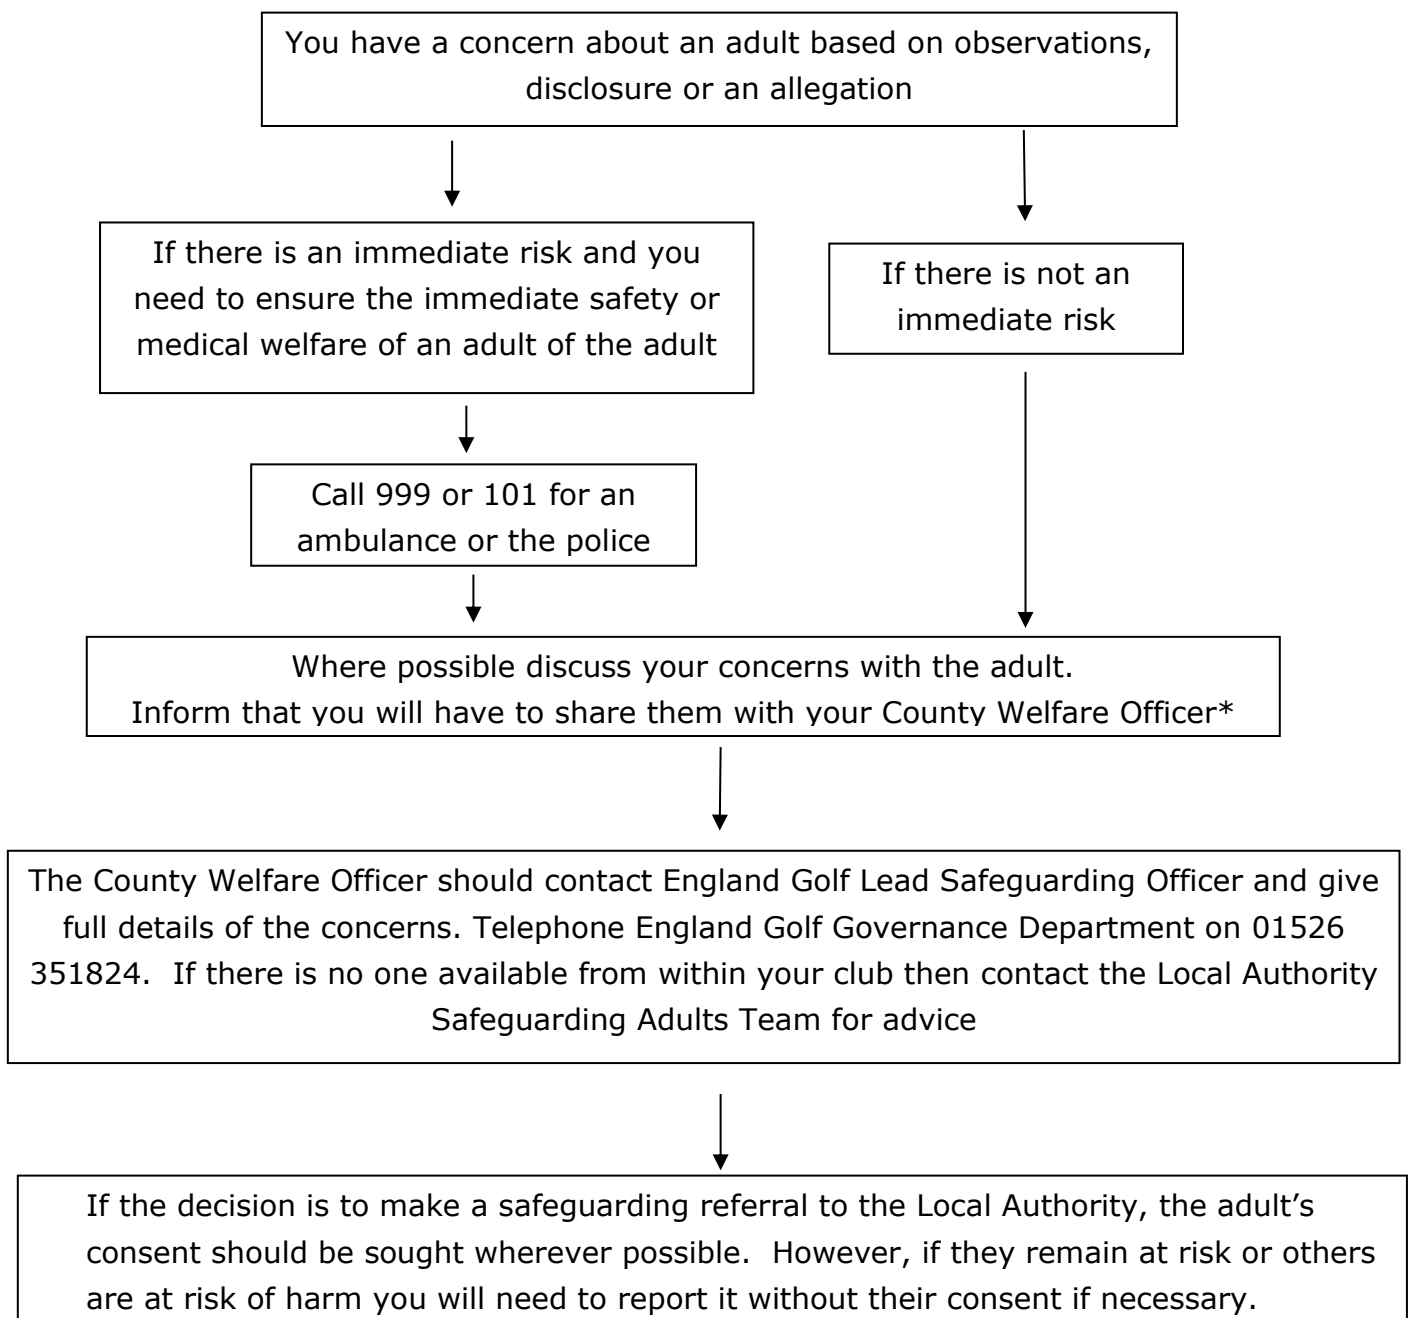 You have a concern about an adult based on observations,
disclosure or an allegation
If there is an immediate risk and you
need to ensure the immediate safety or
medical welfare of an adult of the adult
If there is not an
immediate risk
Call 999 or 101 for an
ambulance or the police
Where possible discuss your concerns with the adult.
Inform that you will have to share them with your County Welfare Officer*
The County Welfare Officer should contact England Golf Lead Safeguarding Officer and give
full details of the concerns. Telephone England Golf Governance Department on 01526
351824.  If there is no one available from within your club then contact the Local Authority
Safeguarding Adults Team for advice
If the decision is to make a safeguarding referral to the Local Authority, the adult’s
consent should be sought wherever possible.  However, if they remain at risk or others
are at risk of harm you will need to report it without their consent if necessary.